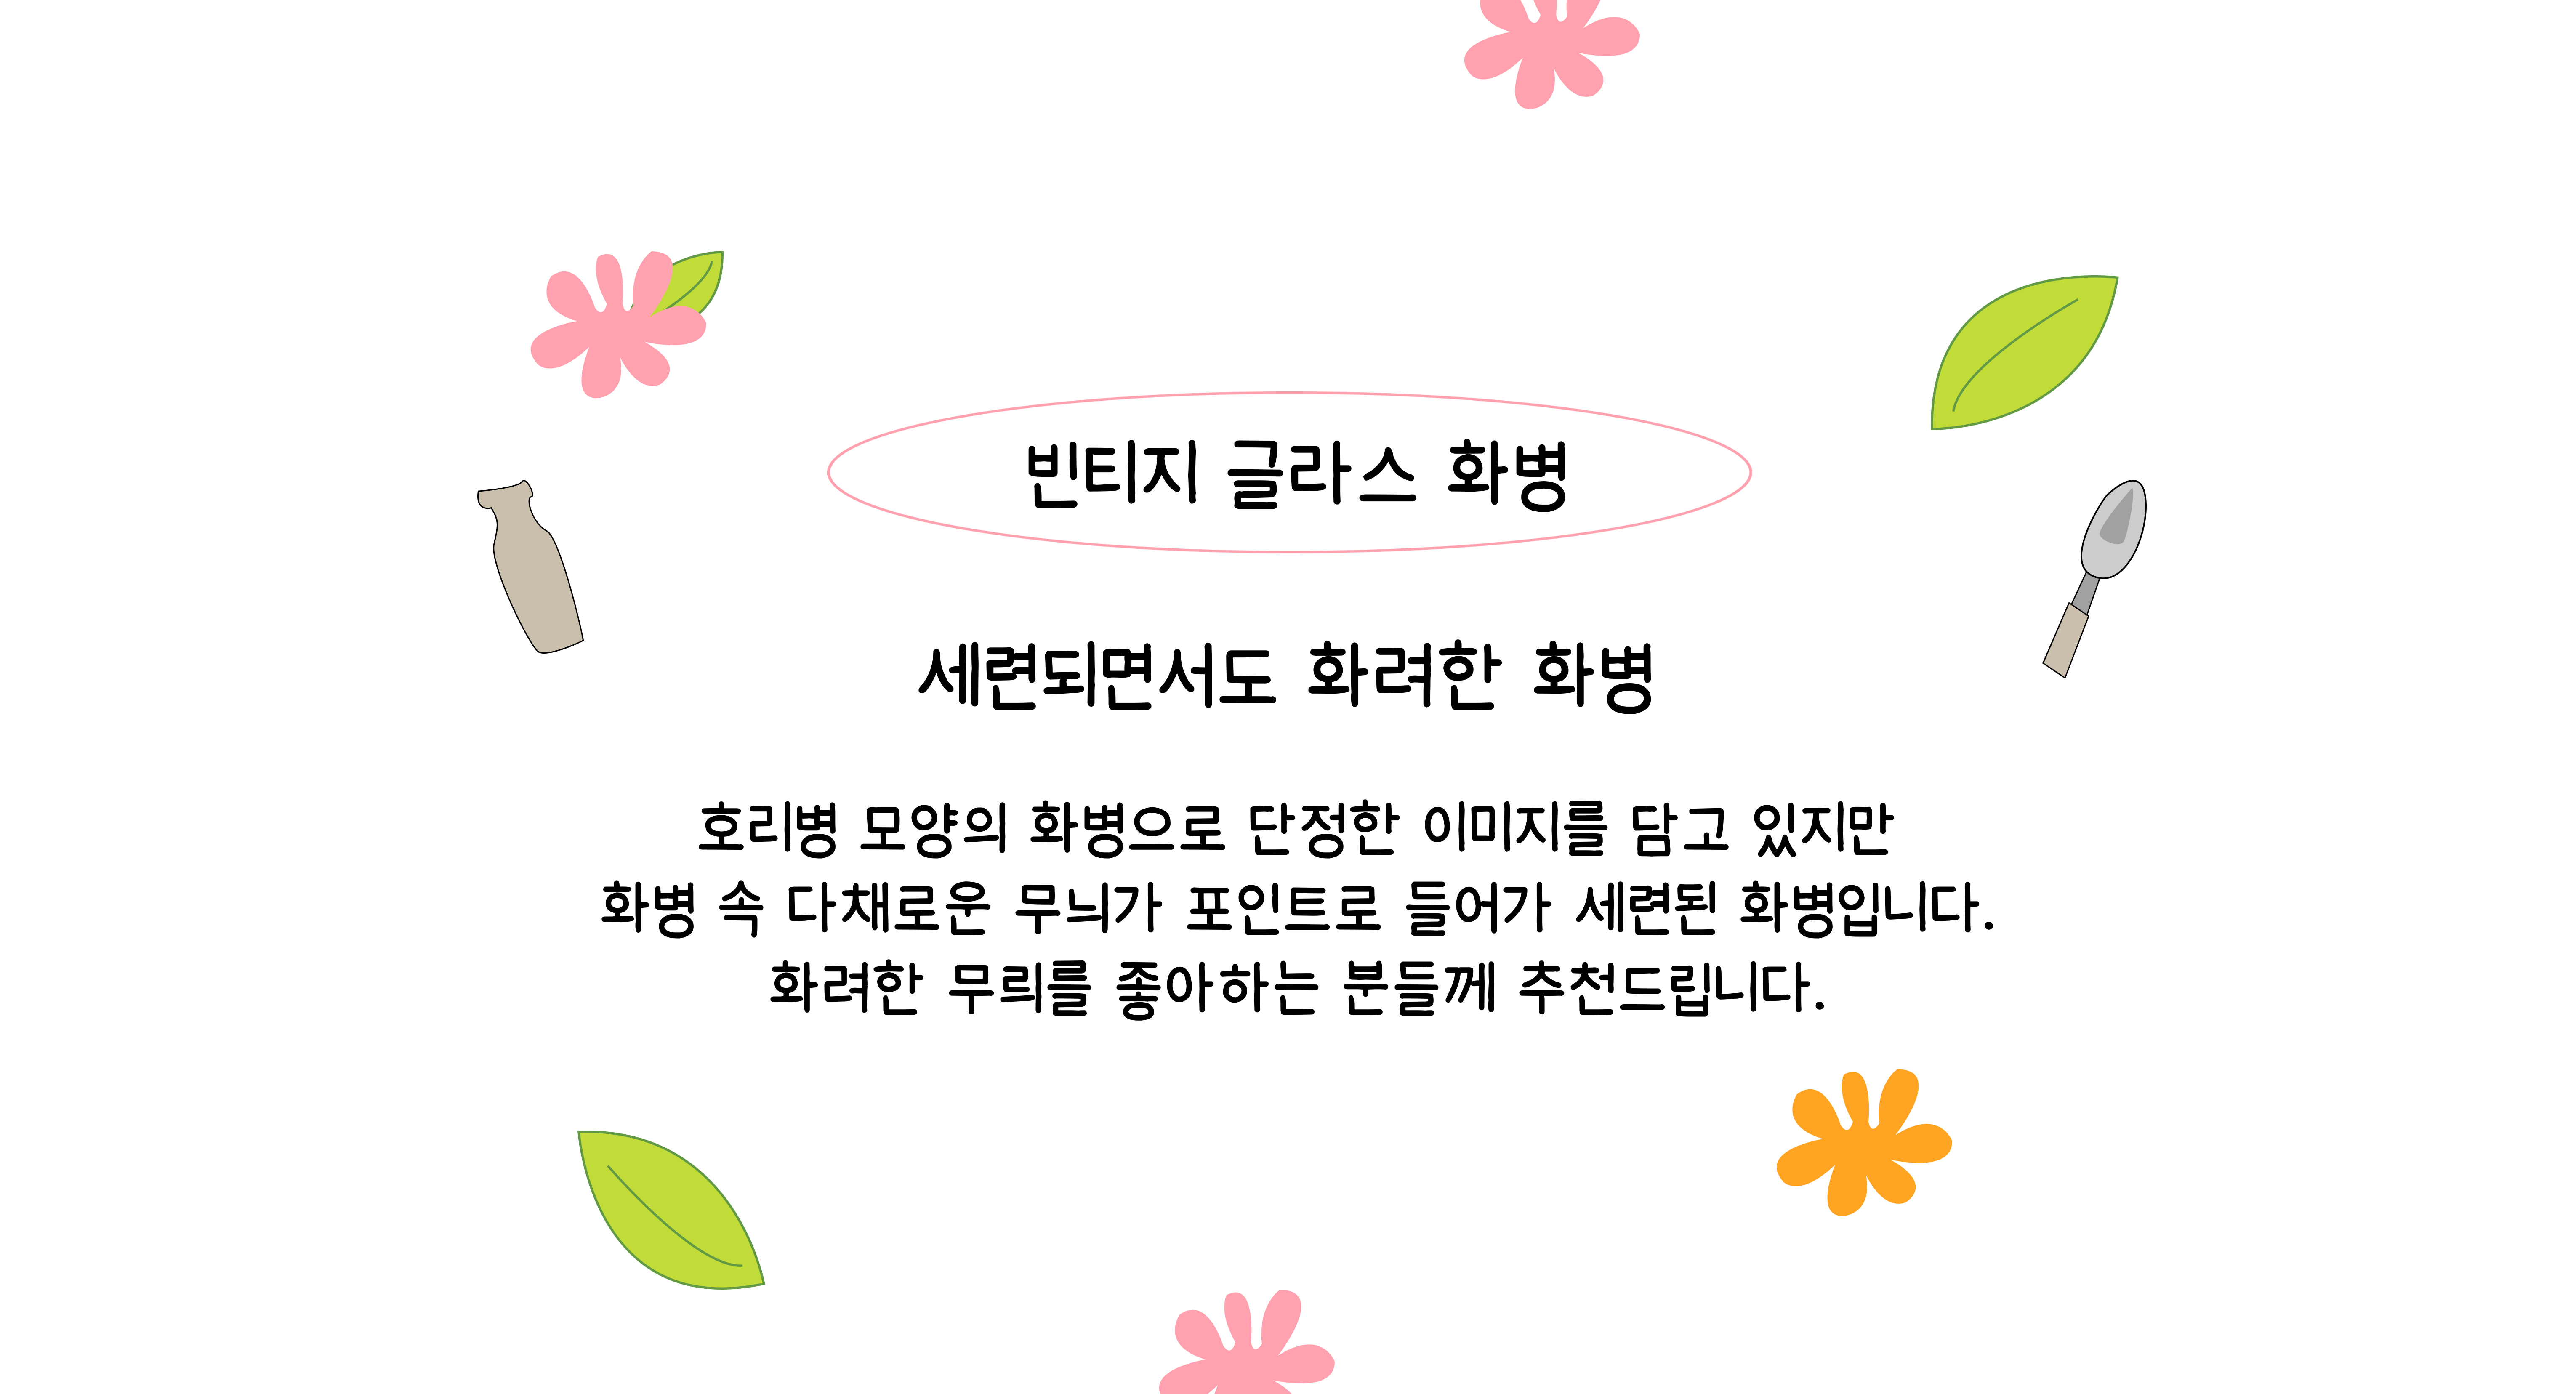 빈티지 글라스 화병
세련되면서도 화려한 화병
호리병 모양의 화병으로 단정한 이미지를 담고 있지만
화병 속 다채로운 무늬가 포인트로 들어가 세련된 화병입니다.
화려한 무릐를 좋아하는 분들께 추천드립니다.